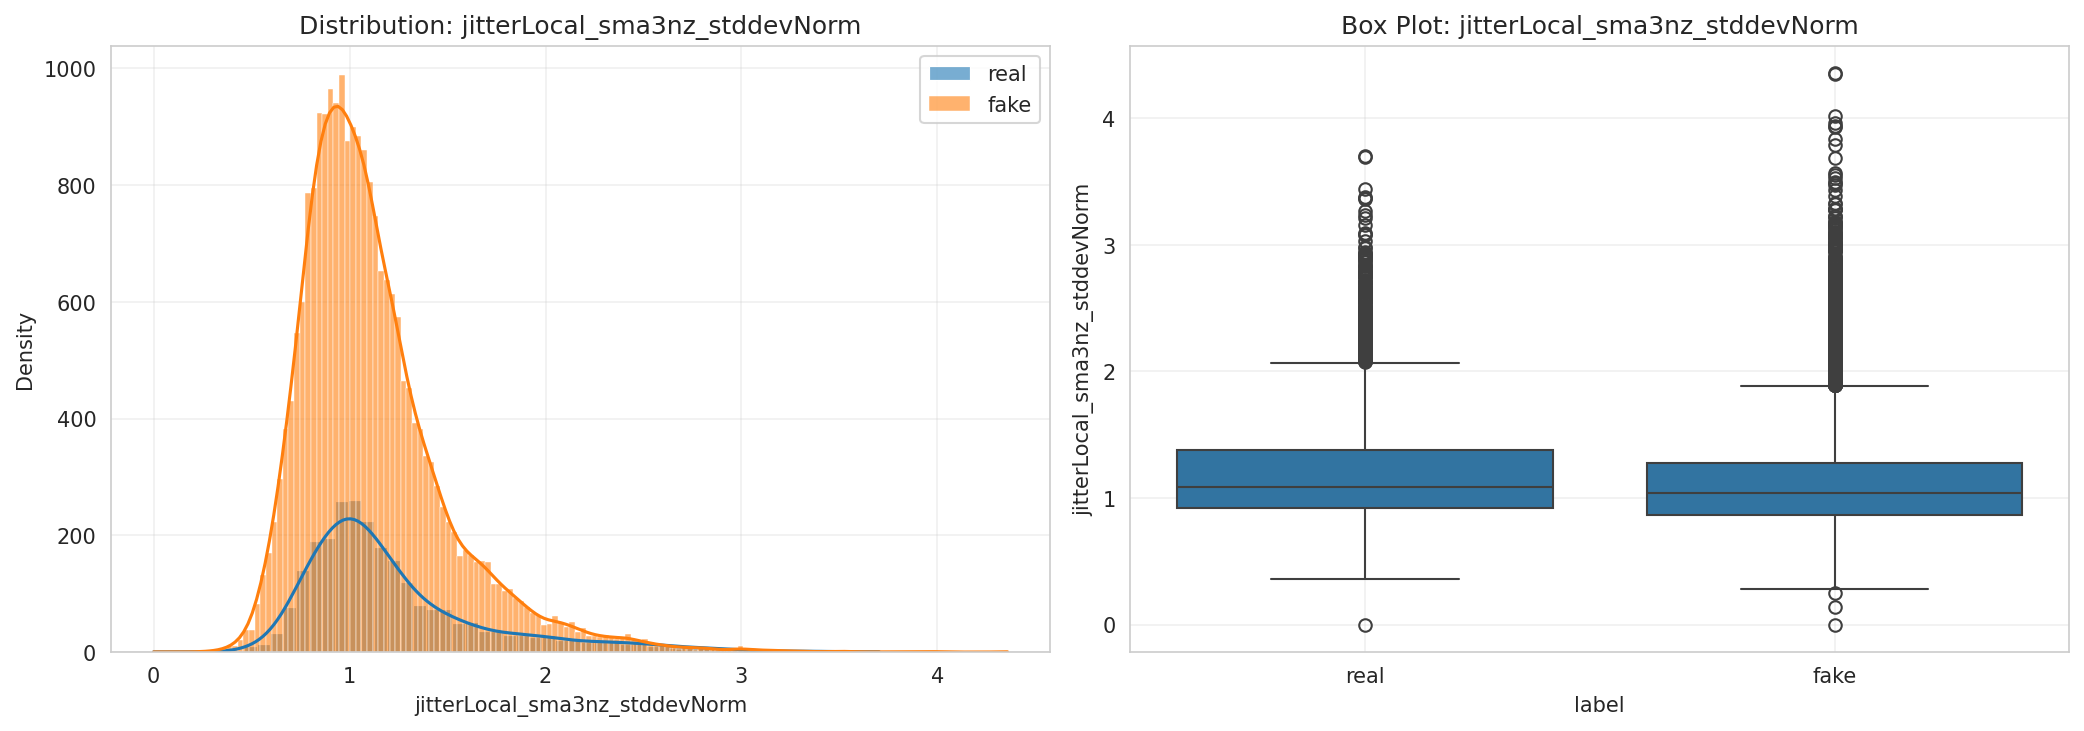 Distribution: jitterLocal_sma3nz_stddevNorm
1000
800
600
400
200
0
Density
real
fake
0 1 2 3 4
jitterLocal_sma3nz_stddevNorm
Box Plot: jitterLocal_sma3nz_stddevNorm
4
3
2
1
0
jitterLocal_sma3nz_stddevNorm
real fake
label